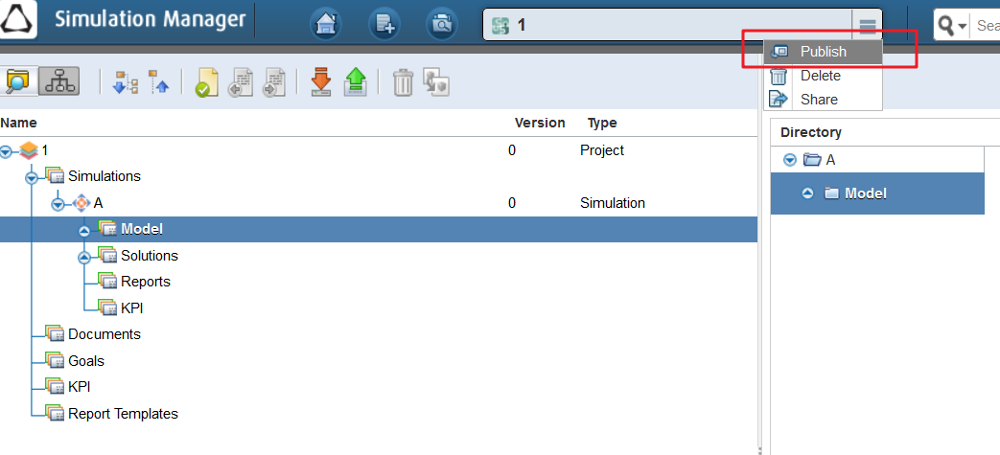 Simulation Manager
1
Sea
Publish
Delete
Share
Name Version Type
Directory
1 0 Project
A
Simulations
Model
A 0 Simulation
Model
Solutions
Reports
KPI
Documents
Goals
KPI
Report Templates